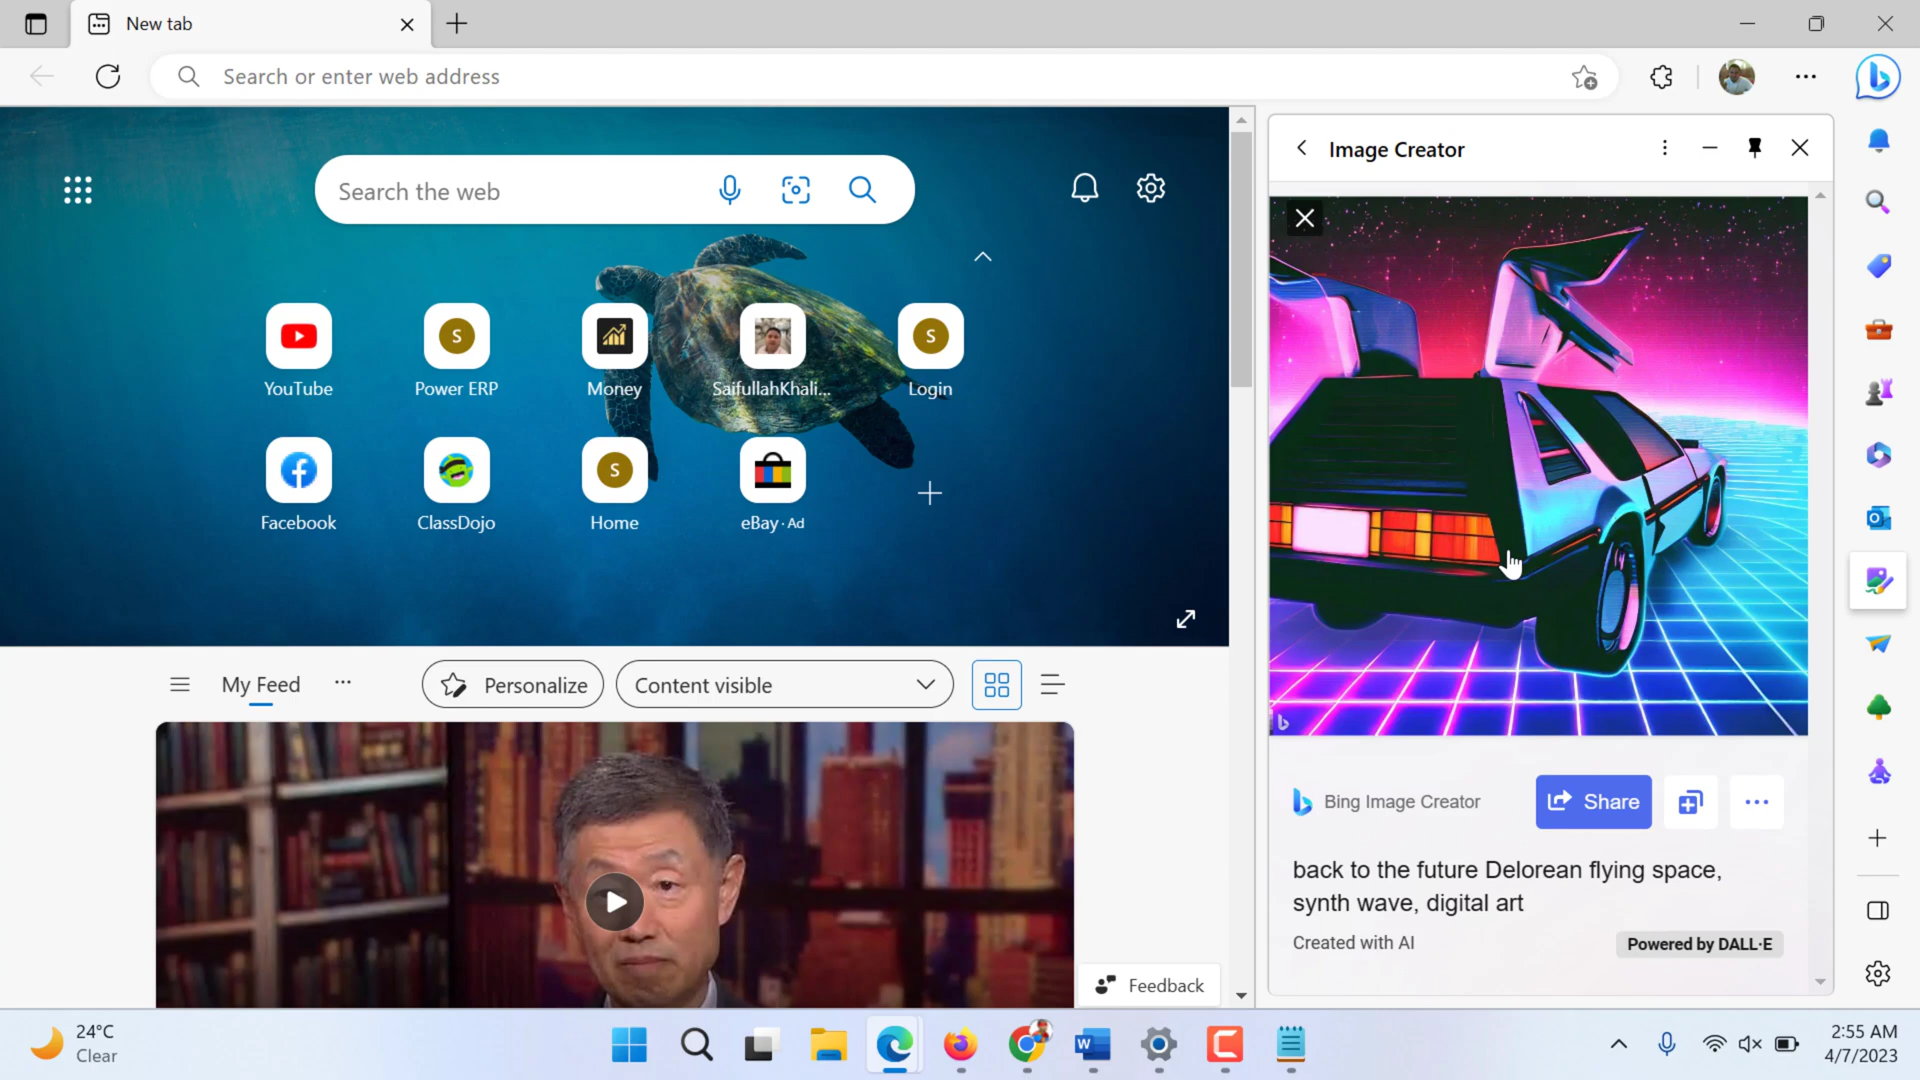 New tab
Search or enter web address
Image Creator
Search the web
YouTube
Power ERP
Money
SaifullahKhali...
Login
Facebook
ClassDojo
Home
eBay · Ad
S
S
S
My Feed
Personalize
Content visible
Feedback
Bing Image Creator
Share
back to the future Delorean flying space,
synth wave, digital art
Created with AI
Powered by DALL·E
24°C
Clear
W
2:55 AM
4/7/2023